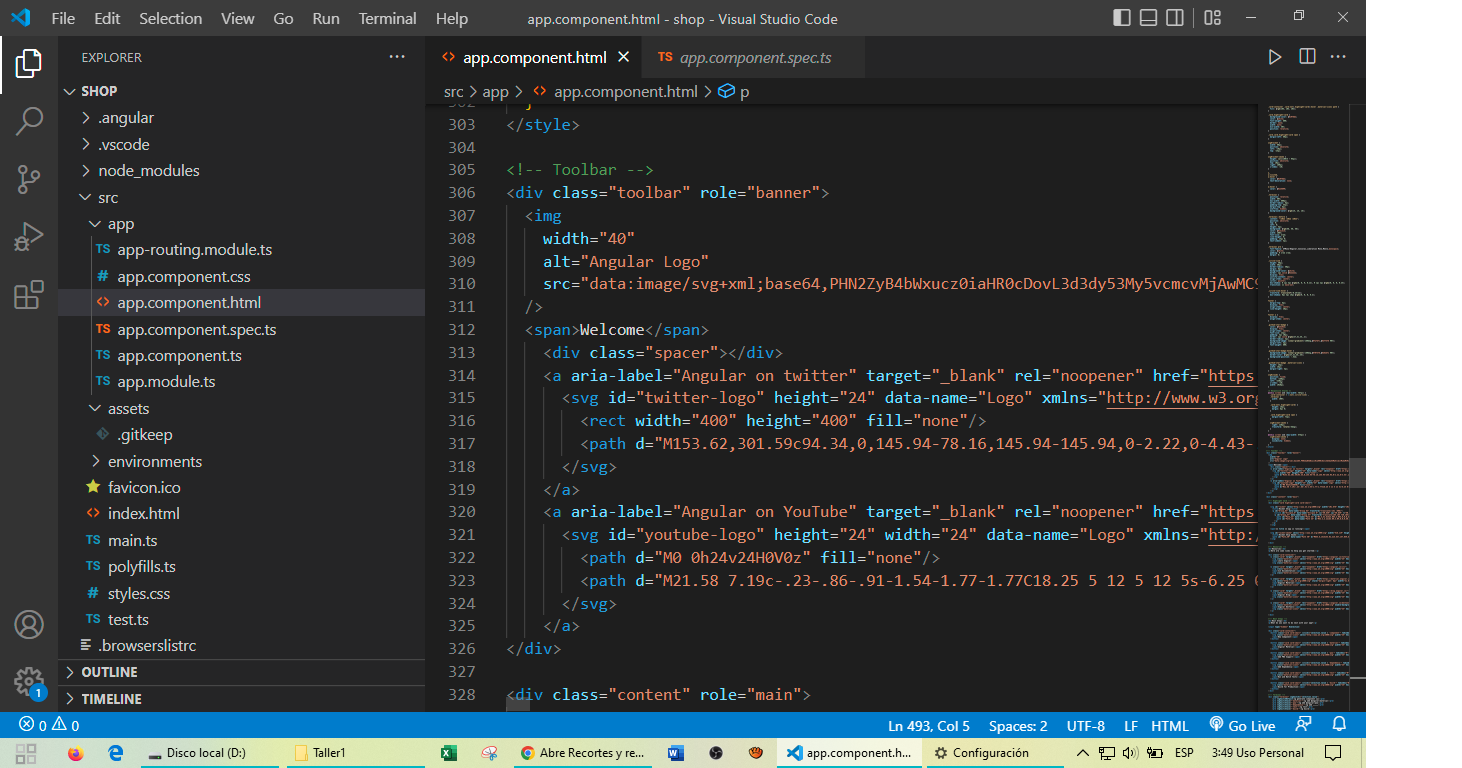 File Edit Selection View Go Run Terminal Help
app.component.html - shop - Visual Studio Code
EXPLORER
SHOP
.angular
.vscode
node_modules
src
app
TS app-routing.module.ts
# app.component.css
<> app.component.html
TS app.component.spec.ts
TS app.component.ts
TS app.module.ts
assets
.gitkeep
environments
favicon.ico
<> index.html
TS main.ts
TS polyfills.ts
# styles.css
TS test.ts
.browserslistrc
OUTLINE
TIMELINE
1
<> app.component.html
TS app.component.spec.ts
src > app > <> app.component.html > p
302 }
303 </style>
304
305 <!-- Toolbar -->
306 <div class="toolbar" role="banner">
307 <img
308 width="40"
309 alt="Angular Logo"
310 src="data:image/svg+xml;base64,PHN2ZyB4bWxucz0iaHR0cDovL3d3dy53My5vcmcvMjAwMC9
311 />
312 <span>Welcome</span>
313 <div class="spacer"></div>
314 <a aria-label="Angular on twitter" target="_blank" rel="noopener" href="https
315 <svg id="twitter-logo" height="24" data-name="Logo" xmlns="http://www.w3.org
316 <rect width="400" height="400" fill="none"/>
317 <path d="M153.62,301.59c94.34,0,145.94-78.16,145.94-145.94,0-2.22,0-4.43-
318 </svg>
319 </a>
320 <a aria-label="Angular on YouTube" target="_blank" rel="noopener" href="https
321 <svg id="youtube-logo" height="24" width="24" data-name="Logo" xmlns="http:/
322 <path d="M0 0h24v24H0V0z" fill="none"/>
323 <path d="M21.58 7.19c-.23-.86-.91-1.54-1.77-1.77C18.25 5 12 5 12 5s-6.25 0
324 </svg>
325 </a>
326 </div>
327
328 <div class="content" role="main">
0 0 Ln 493, Col 5 Spaces: 2 UTF-8 LF HTML Go Live
Disco local (D:) Taller1 Abre Recortes y re... app.component.h... Configuración ESP 3:49 Uso Personal